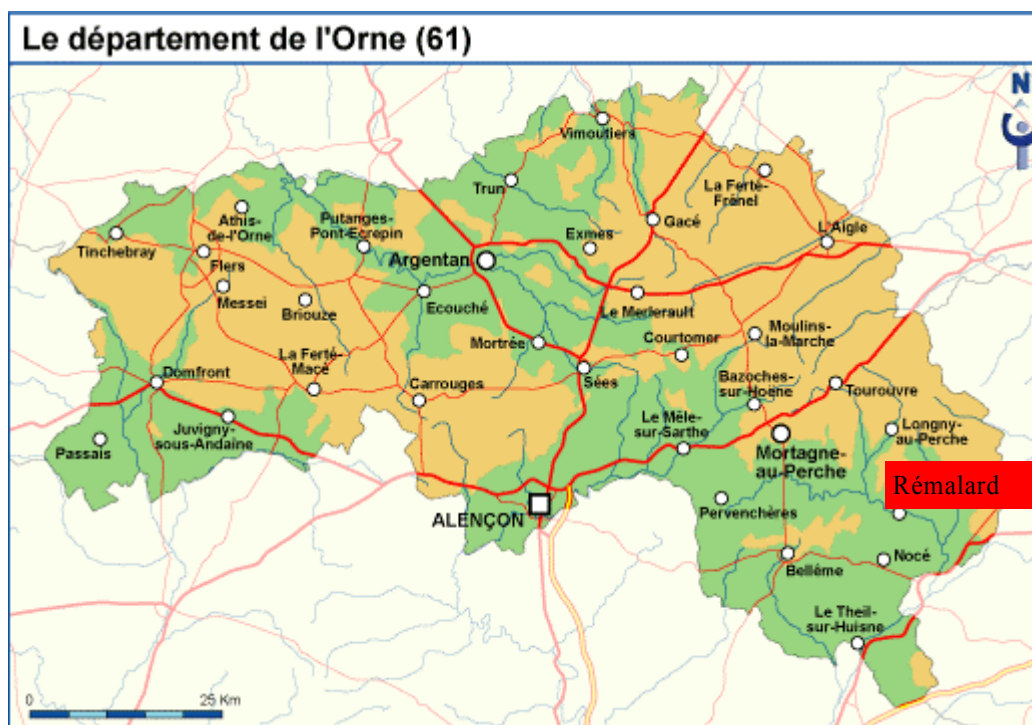 Le département de l'Orne (61)
N
Vimoutiers
Trun
La Ferté-
Frênel
Athis-
de-l'Orne
Putanges-
Pont-Ecrepin
Gacé
L'Aigle
Tinchebray
Exmes
Flers
Argentan
Messei
Briouze
Ecouché
Le Merlerault
Moulins-
la-Marche
Mortrée
Courtomer
La Ferté-
Macé
Domfront
Carrouges
Sées
Bazoches-
sur-Hoëne
Tourouvre
Juvigny-
sous-Andaine
Le Mêle-
sur-Sarthe
Longny-
au-Perche
Passais
Mortagne-
au-Perche
Rémalard
ALENÇON
Pervenchères
Nocé
Bellême
Le Theil-
sur-Huisne
0 25 Km